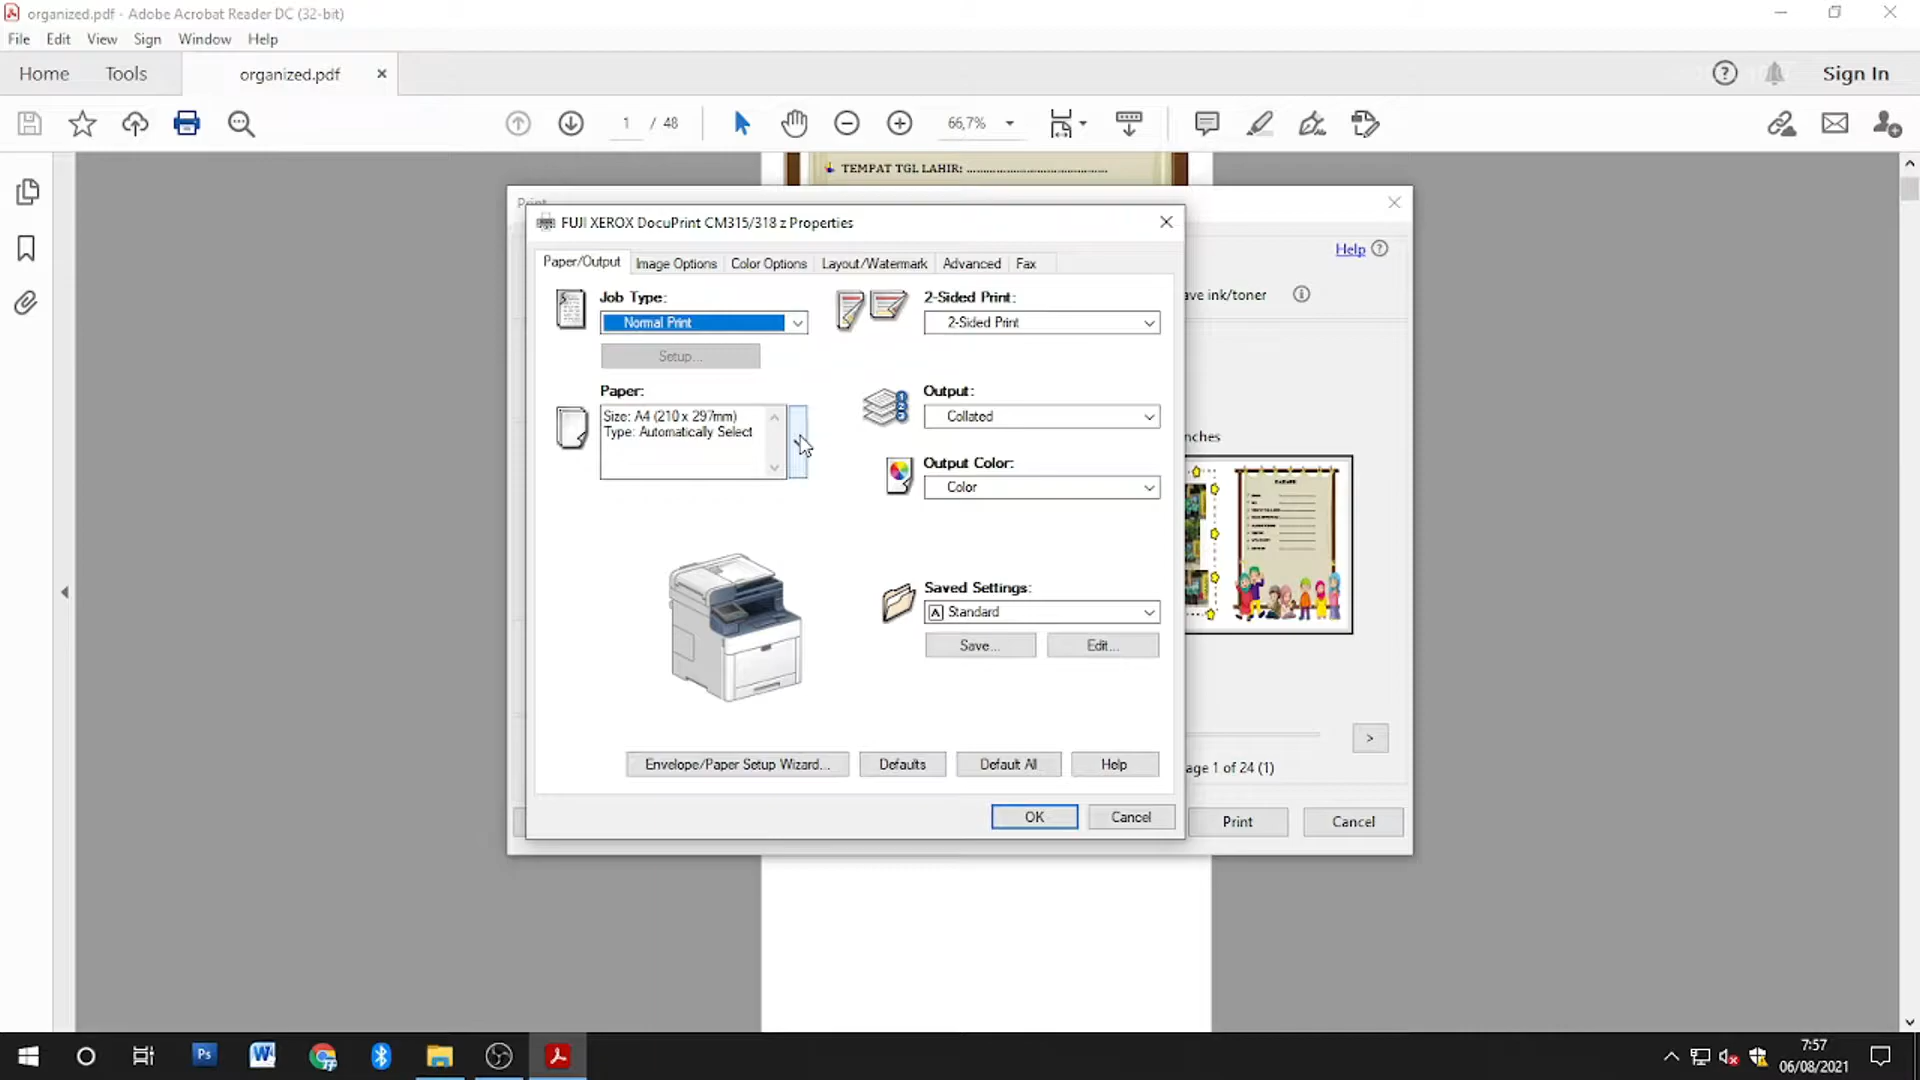 organized.pdf - Adobe Acrobat Reader DC (32-bit)
File Edit View Sign Window Help
Home Tools organized.pdf Sign In
1 / 48 66,7%
TEMPAT TGL LAHIR: ..............................................
Print
FUJI XEROX DocuPrint CM315/318 z Properties
Help
Paper/Output Image Options Color Options Layout/Watermark Advanced Fax
ave ink/toner
Job Type:
Normal Print
Setup...
2-Sided Print:
2-Sided Print
Paper:
Size: A4 (210 x 297mm)
Type: Automatically Select
Output:
Collated
Output Color:
Color
nches
Saved Settings:
A Standard
Save... Edit...
Envelope/Paper Setup Wizard... Defaults Default All Help
>
age 1 of 24 (1)
OK Cancel
Print Cancel
Ps W
7:57
06/08/2021